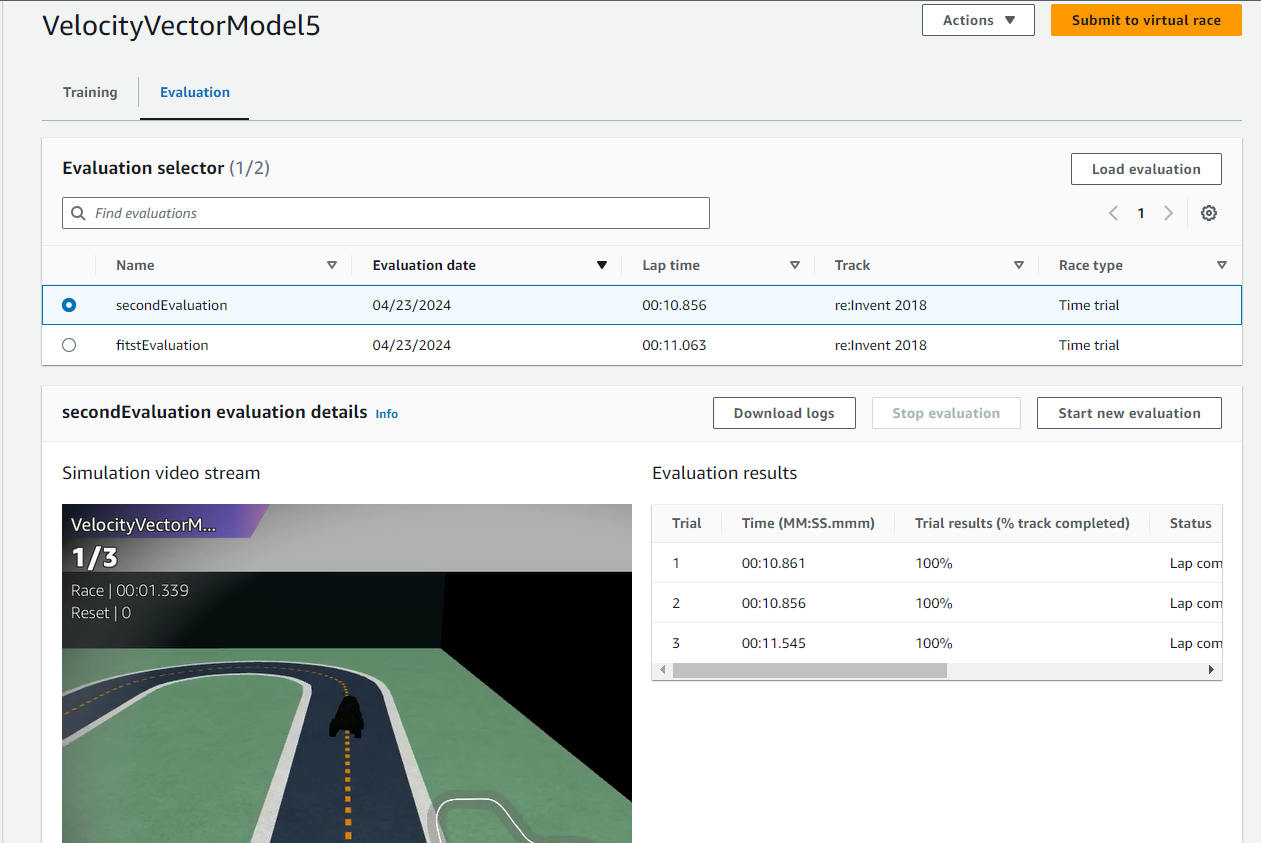 VelocityVectorModel5
Actions
Submit to virtual race
Training
Evaluation
Evaluation selector (1/2)
Load evaluation
Find evaluations
1
Name Evaluation date Lap time Track Race type
secondEvaluation 04/23/2024 00:10.856 re:Invent 2018 Time trial
fitstEvaluation 04/23/2024 00:11.063 re:Invent 2018 Time trial
secondEvaluation evaluation details Info
Download logs
Stop evaluation
Start new evaluation
Simulation video stream
VelocityVectorM...
1/3
Race | 00:01.339
Reset | 0
Evaluation results
Trial Time (MM:SS.mmm) Trial results (% track completed) Status
1 00:10.861 100% Lap com
2 00:10.856 100% Lap com
3 00:11.545 100% Lap com